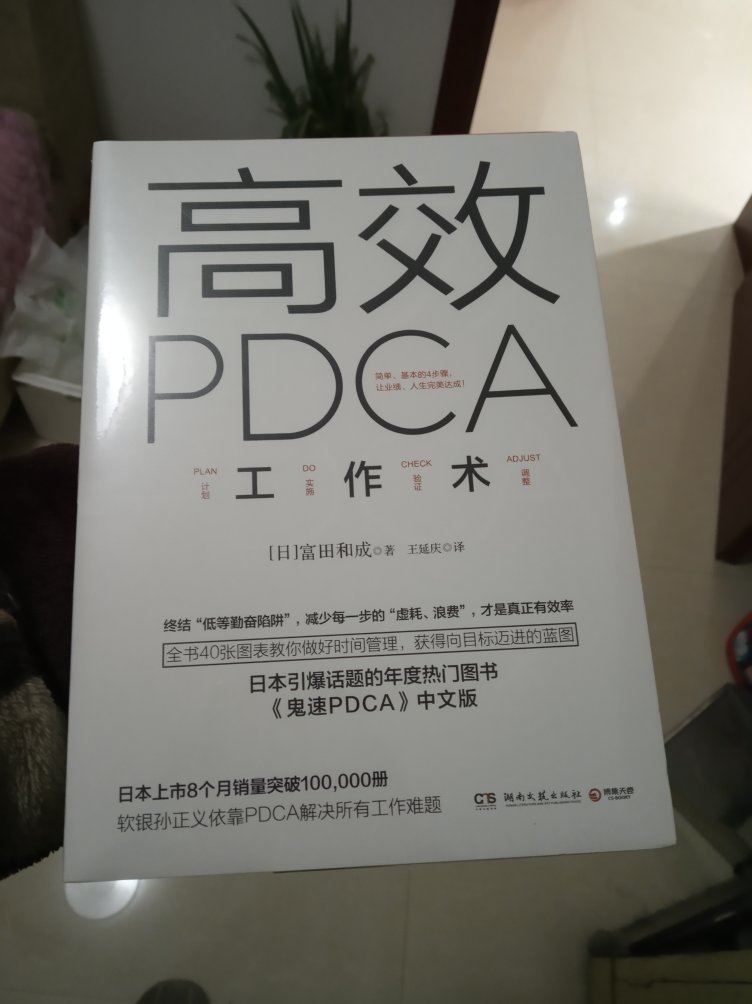 高效
PDCA
简单、基本的4步骤,
让业绩、人生完美达成!
PLAN 计划
DO 实施
CHECK 验证
ADJUST 调整
工作术
[日]富田和成◎著 王延庆◎译
终结“低等勤奋陷阱”,减少每一步的“虚耗、浪费”,才是真正有效率
全书40张图表教你做好时间管理,获得向目标迈进的蓝图
日本引爆话题的年度热门图书
《鬼速PDCA》中文版
日本上市8个月销量突破100,000册
软银孙正义依靠PDCA解决所有工作难题
湖南文艺出版社
博集天卷
CS-BOOKY